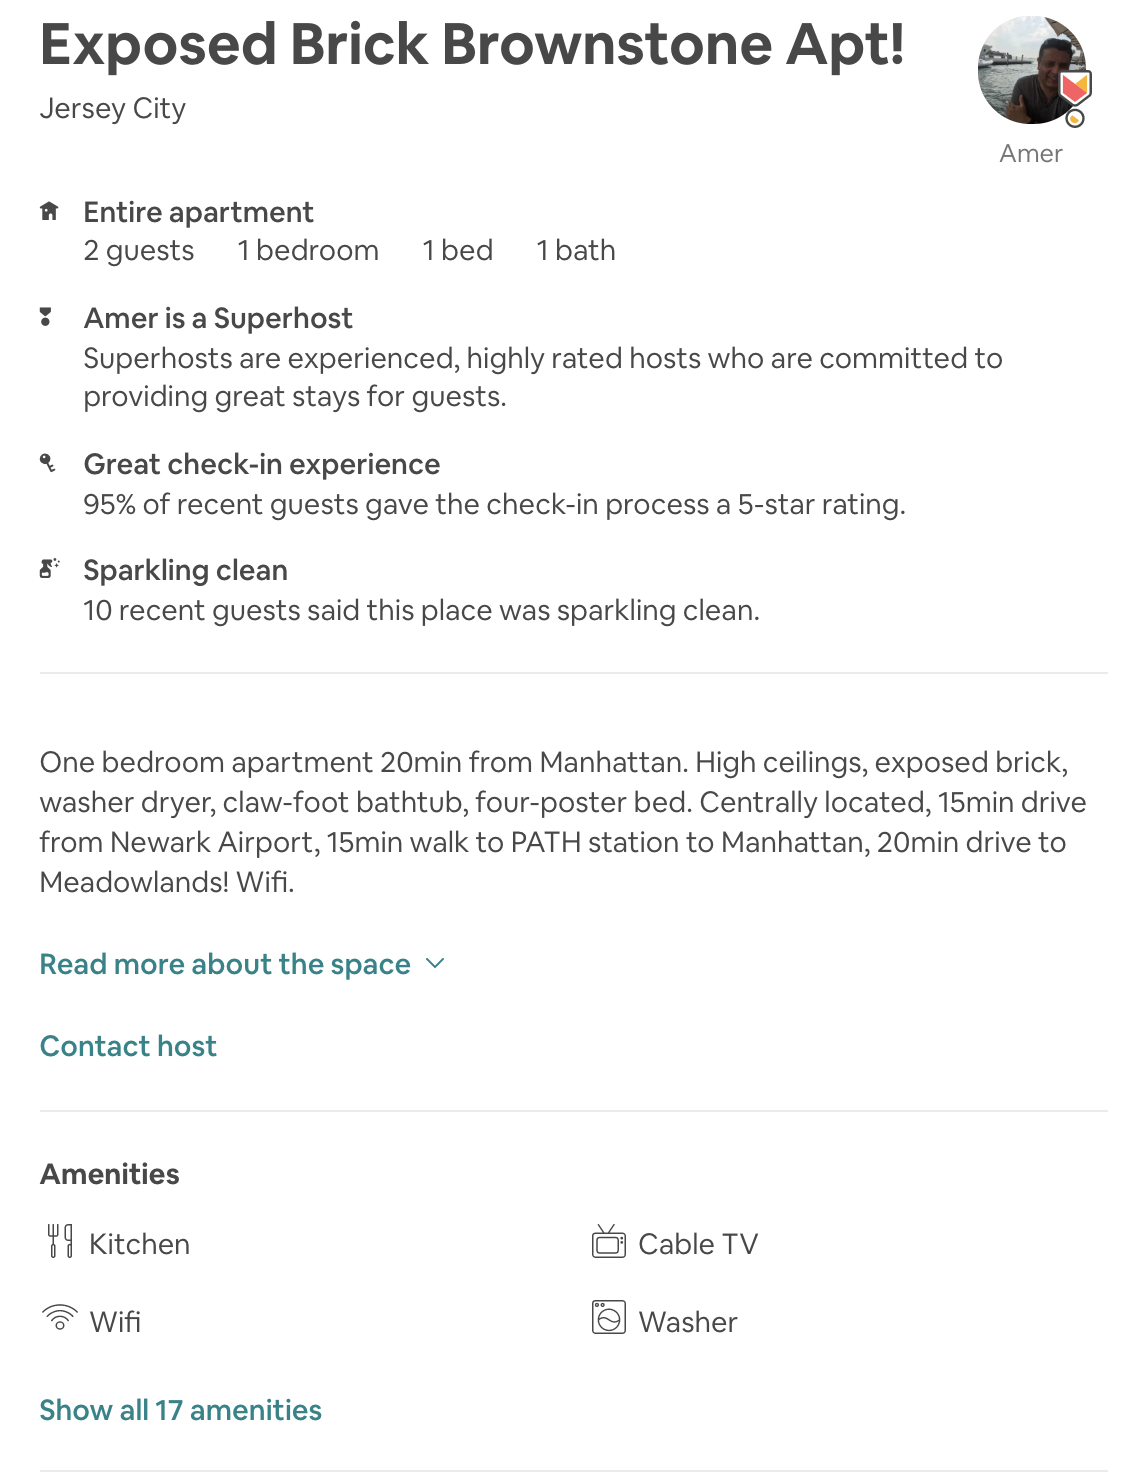 Exposed Brick Brownstone Apt!
Jersey City
Amer
Entire apartment
2 guests 1 bedroom 1 bed 1 bath
Amer is a Superhost
Superhosts are experienced, highly rated hosts who are committed to
providing great stays for guests.
Great check-in experience
95% of recent guests gave the check-in process a 5-star rating.
Sparkling clean
10 recent guests said this place was sparkling clean.
One bedroom apartment 20min from Manhattan. High ceilings, exposed brick,
washer dryer, claw-foot bathtub, four-poster bed. Centrally located, 15min drive
from Newark Airport, 15min walk to PATH station to Manhattan, 20min drive to
Meadowlands! Wifi.
Read more about the space
Contact host
Amenities
Kitchen
Cable TV
Wifi
Washer
Show all 17 amenities